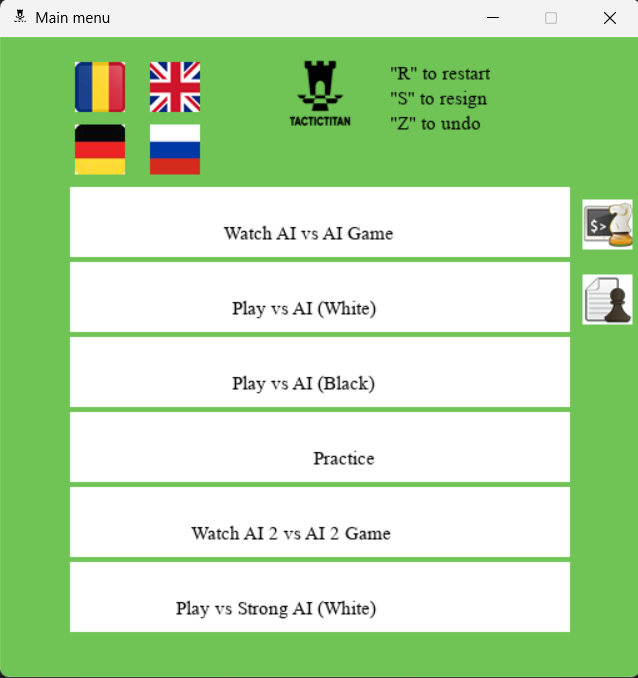 Main menu
TACTICTITAN
"R" to restart
"S" to resign
"Z" to undo
$>
Watch AI vs AI Game
Play vs AI (White)
Play vs AI (Black)
Practice
Watch AI 2 vs AI 2 Game
Play vs Strong AI (White)